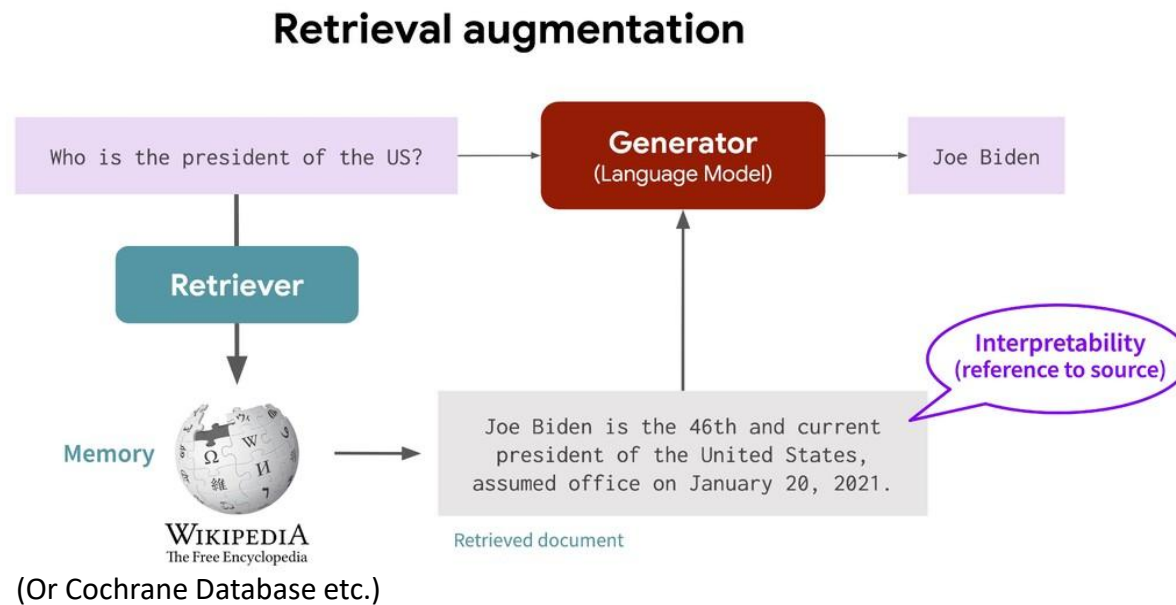 Retrieval augmentation
Who is the president of the US?
Generator
(Language Model)
Joe Biden
Retriever
Interpretability
(reference to source)
Memory
Joe Biden is the 46th and current
president of the United States,
assumed office on January 20, 2021.
WIKIPEDIA
The Free Encyclopedia
Retrieved document
(Or Cochrane Database etc.)